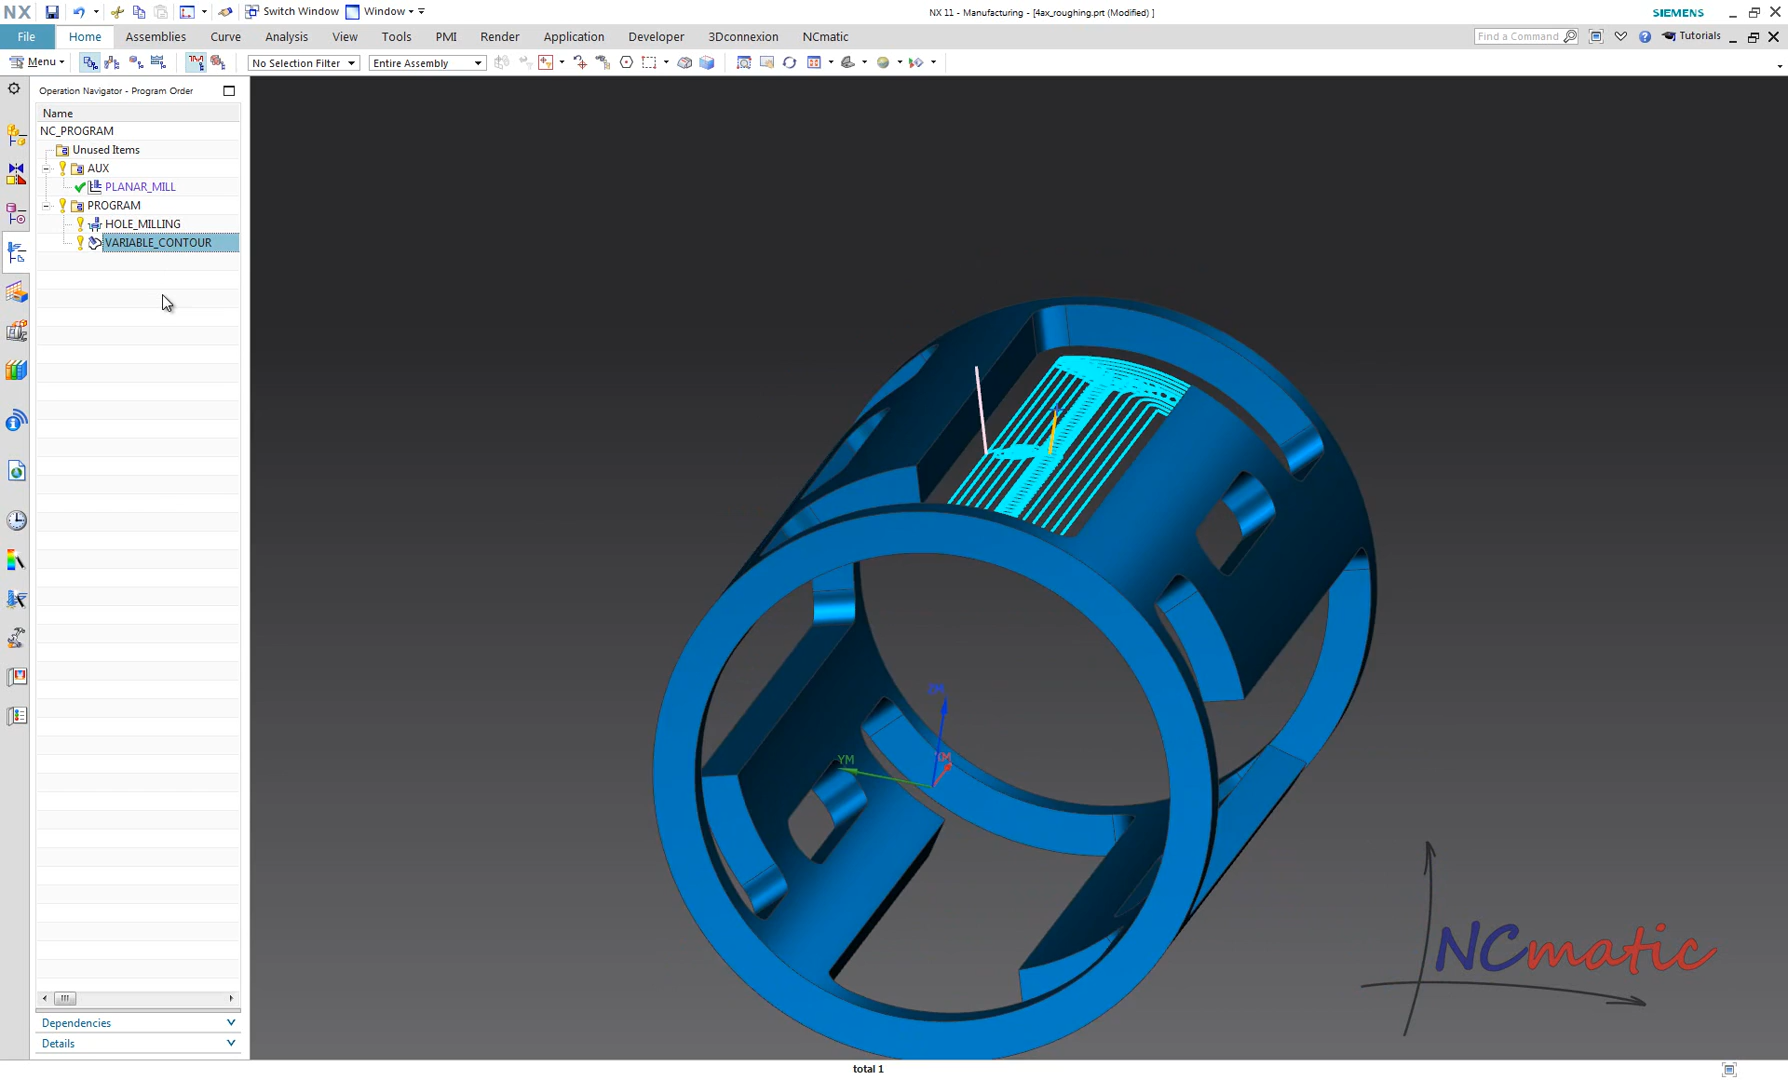 NX
Switch Window
Window
NX 11 - Manufacturing - [4ax_roughing.prt (Modified) ]
SIEMENS
File
Home
Assemblies
Curve
Analysis
View
Tools
PMI
Render
Application
Developer
3Dconnexion
NCmatic
Find a Command
Tutorials
Menu
No Selection Filter
Entire Assembly
Operation Navigator - Program Order
Name
NC_PROGRAM
Unused Items
AUX
PLANAR_MILL
PROGRAM
HOLE_MILLING
VARIABLE_CONTOUR
ZM
YM
XM
NCmatic
Dependencies
Details
total 1